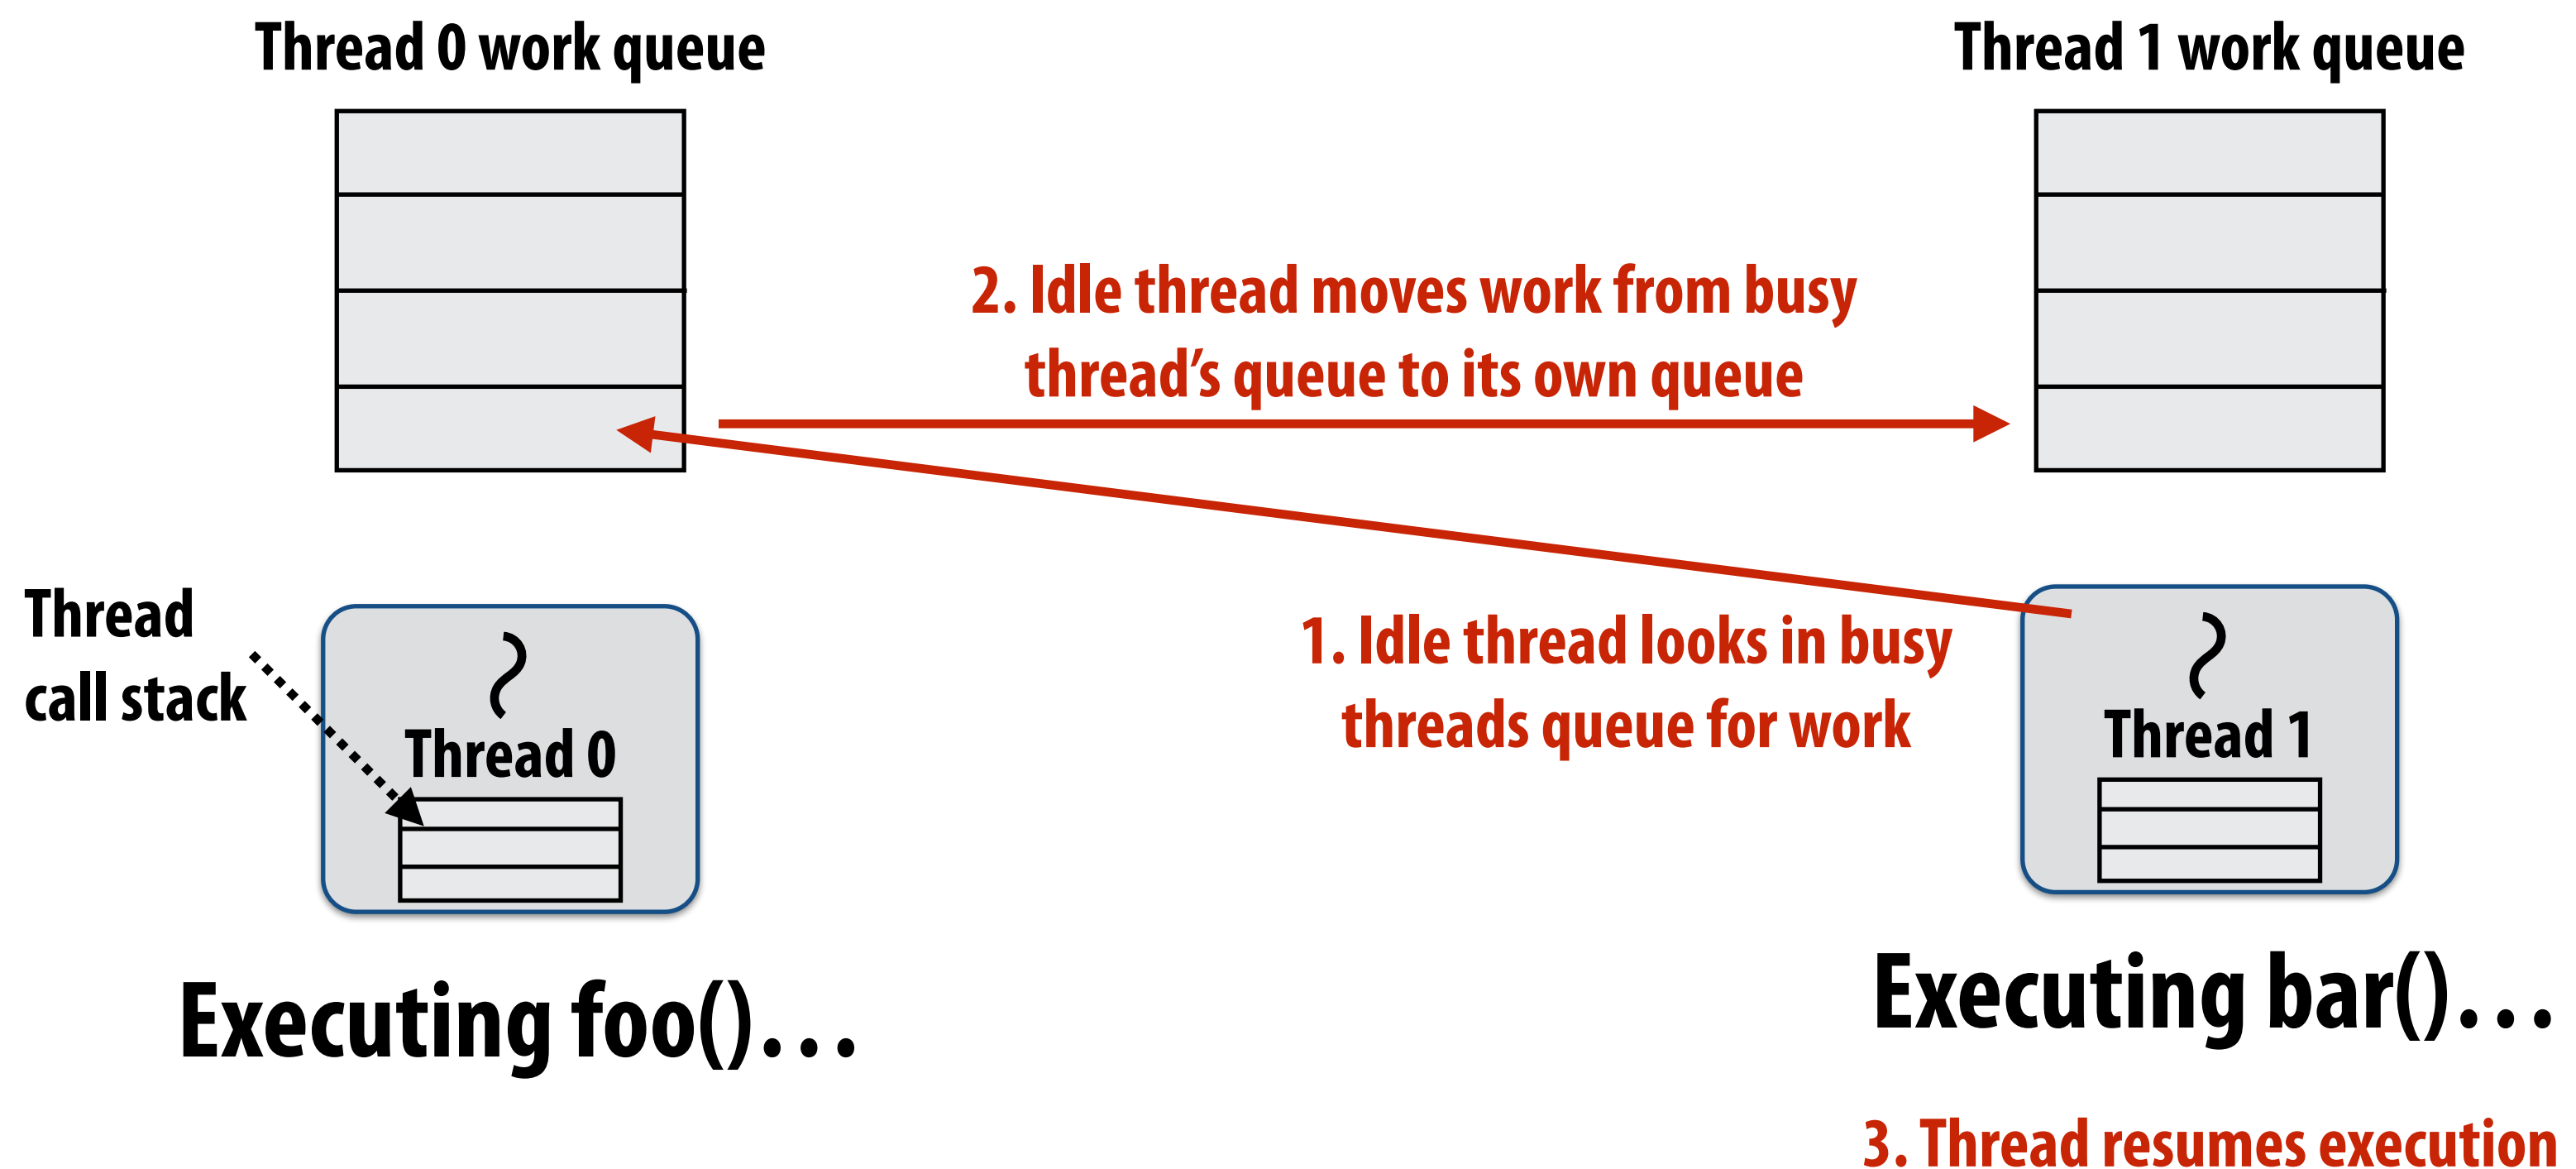 Thread 0 work queue
Thread 1 work queue
2. Idle thread moves work from busy
thread’s queue to its own queue
Thread
call stack
1. Idle thread looks in busy
threads queue for work
Thread 0
Thread 1
Executing foo()…
Executing bar()…
3. Thread resumes execution